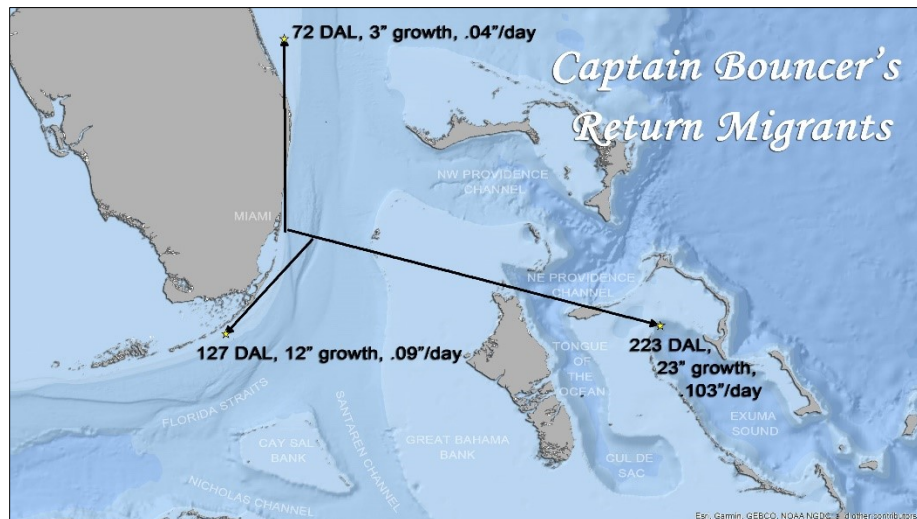 72 DAL, 3" growth, .04"/day
Captain Bouncer's
Return Migrants
NW PROVIDENCE
CHANNEL
MIAMI
NE PROVIDENCE
CHANNEL
127 DAL, 12" growth, .09"/day
223 DAL,
23" growth,
.103"/day
TONGUE
OF
THE
OCEAN
FLORIDA STRAITS
SANTAREN CHANNEL
EXUMA
SOUND
CAY SAL
BANK
GREAT BAHAMA
BANK
CUL DE
SAC
NICHOLAS CHANNEL
Esri, Garmin, GEBCO, NOAA NGDC, and other contributors